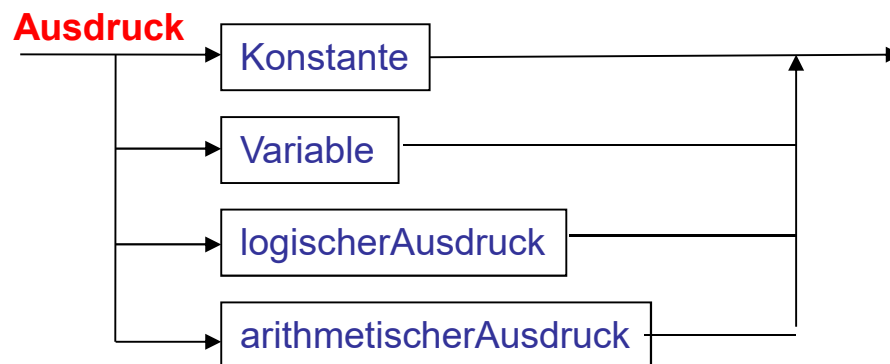 Ausdruck
Konstante
Variable
logischerAusdruck
arithmetischerAusdruck